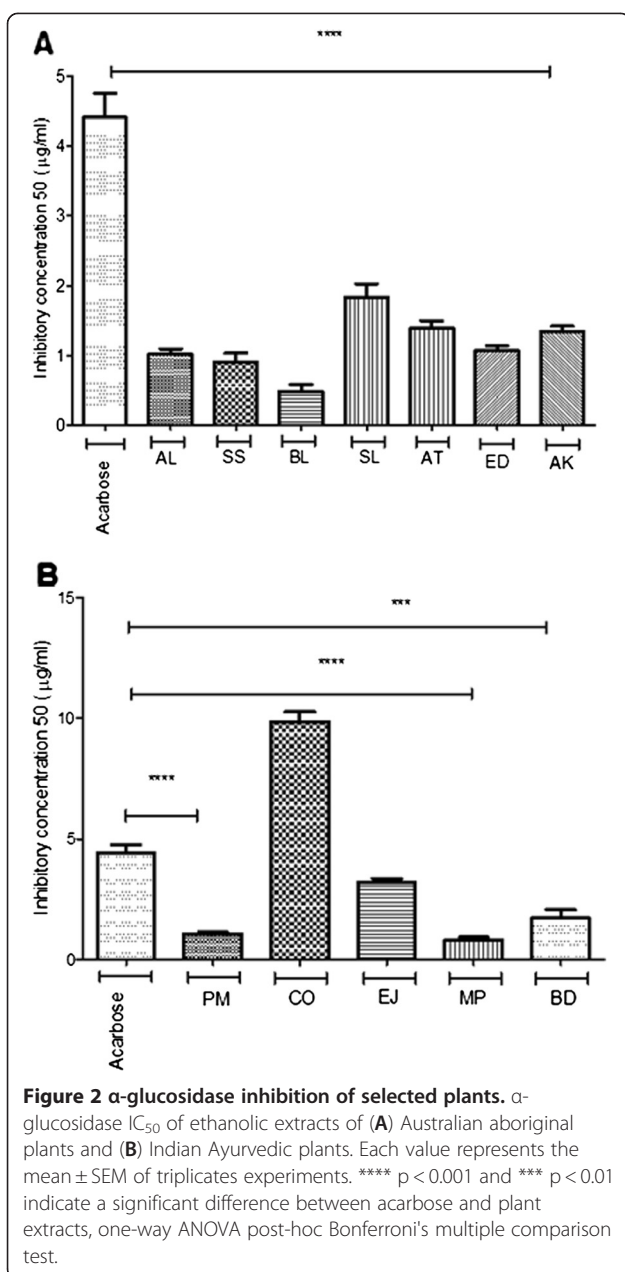 A
****
Inhibitory concentration 50 (µg/ml)
5
4
3
2
1
0
Acarbose
AL
SS
BL
SL
AT
ED
AK
B
***
****
****
Inhibitory concentration 50 (µg/ml)
15
10
5
0
Acarbose
PM
CO
EJ
MP
BD
Figure 2 α-glucosidase inhibition of selected plants. α-
glucosidase IC50 of ethanolic extracts of (A) Australian aboriginal
plants and (B) Indian Ayurvedic plants. Each value represents the
mean ± SEM of triplicates experiments. **** p < 0.001 and *** p < 0.01
indicate a significant difference between acarbose and plant
extracts, one-way ANOVA post-hoc Bonferroni's multiple comparison
test.